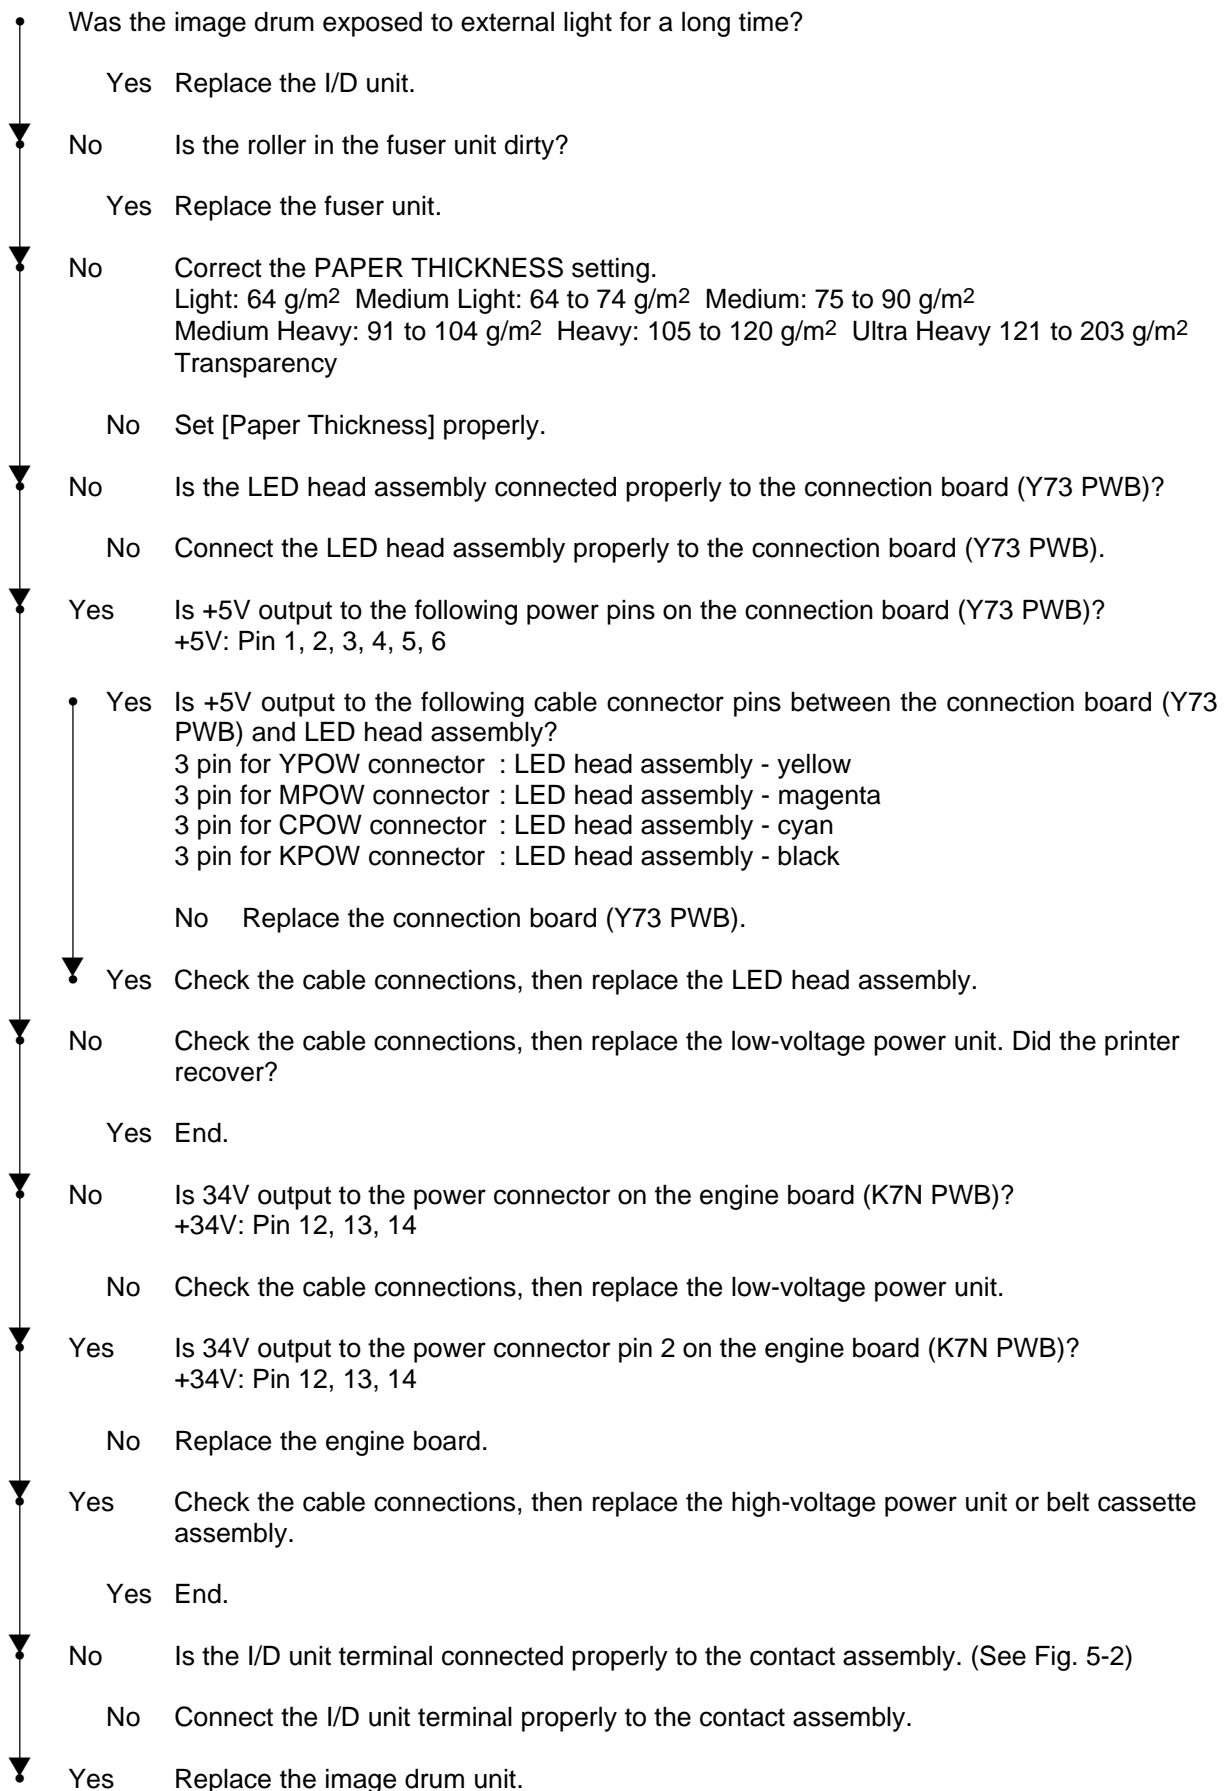 Was the image drum exposed to external light for a long time?
Yes Replace the I/D unit.
No Is the roller in the fuser unit dirty?
Yes Replace the fuser unit.
No Correct the PAPER THICKNESS setting.
Light: 64 g/m2 Medium Light: 64 to 74 g/m2 Medium: 75 to 90 g/m2
Medium Heavy: 91 to 104 g/m2 Heavy: 105 to 120 g/m2 Ultra Heavy 121 to 203 g/m2
Transparency
No Set [Paper Thickness] properly.
No Is the LED head assembly connected properly to the connection board (Y73 PWB)?
No Connect the LED head assembly properly to the connection board (Y73 PWB).
Yes Is +5V output to the following power pins on the connection board (Y73 PWB)?
+5V: Pin 1, 2, 3, 4, 5, 6
Yes Is +5V output to the following cable connector pins between the connection board (Y73
PWB) and LED head assembly?
3 pin for YPOW connector : LED head assembly - yellow
3 pin for MPOW connector : LED head assembly - magenta
3 pin for CPOW connector : LED head assembly - cyan
3 pin for KPOW connector : LED head assembly - black
No Replace the connection board (Y73 PWB).
Yes Check the cable connections, then replace the LED head assembly.
No Check the cable connections, then replace the low-voltage power unit. Did the printer
recover?
Yes End.
No Is 34V output to the power connector on the engine board (K7N PWB)?
+34V: Pin 12, 13, 14
No Check the cable connections, then replace the low-voltage power unit.
Yes Is 34V output to the power connector pin 2 on the engine board (K7N PWB)?
+34V: Pin 12, 13, 14
No Replace the engine board.
Yes Check the cable connections, then replace the high-voltage power unit or belt cassette
assembly.
Yes End.
No Is the I/D unit terminal connected properly to the contact assembly. (See Fig. 5-2)
No Connect the I/D unit terminal properly to the contact assembly.
Yes Replace the image drum unit.